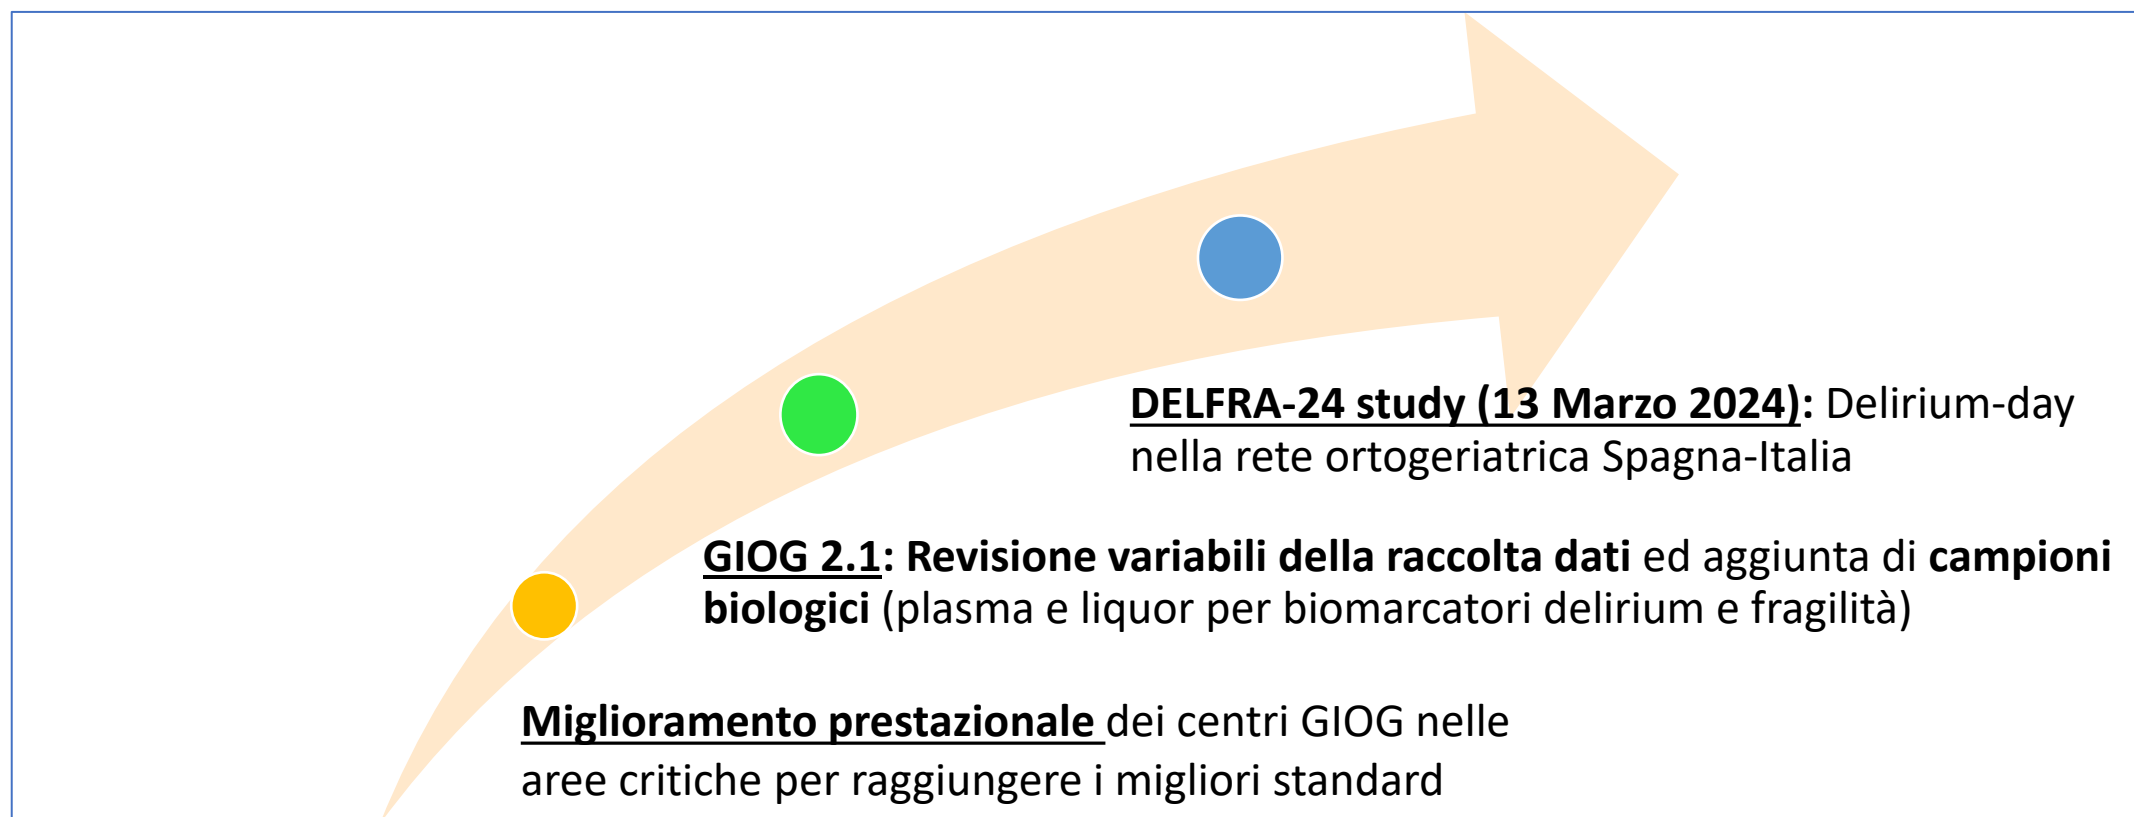 DELFRA-24 study (13 Marzo 2024): Delirium-day
nella rete ortogeriatrica Spagna-Italia
GIOG 2.1: Revisione variabili della raccolta dati ed aggiunta di campioni
biologici (plasma e liquor per biomarcatori delirium e fragilità)
Miglioramento prestazionale dei centri GIOG nelle
aree critiche per raggiungere i migliori standard